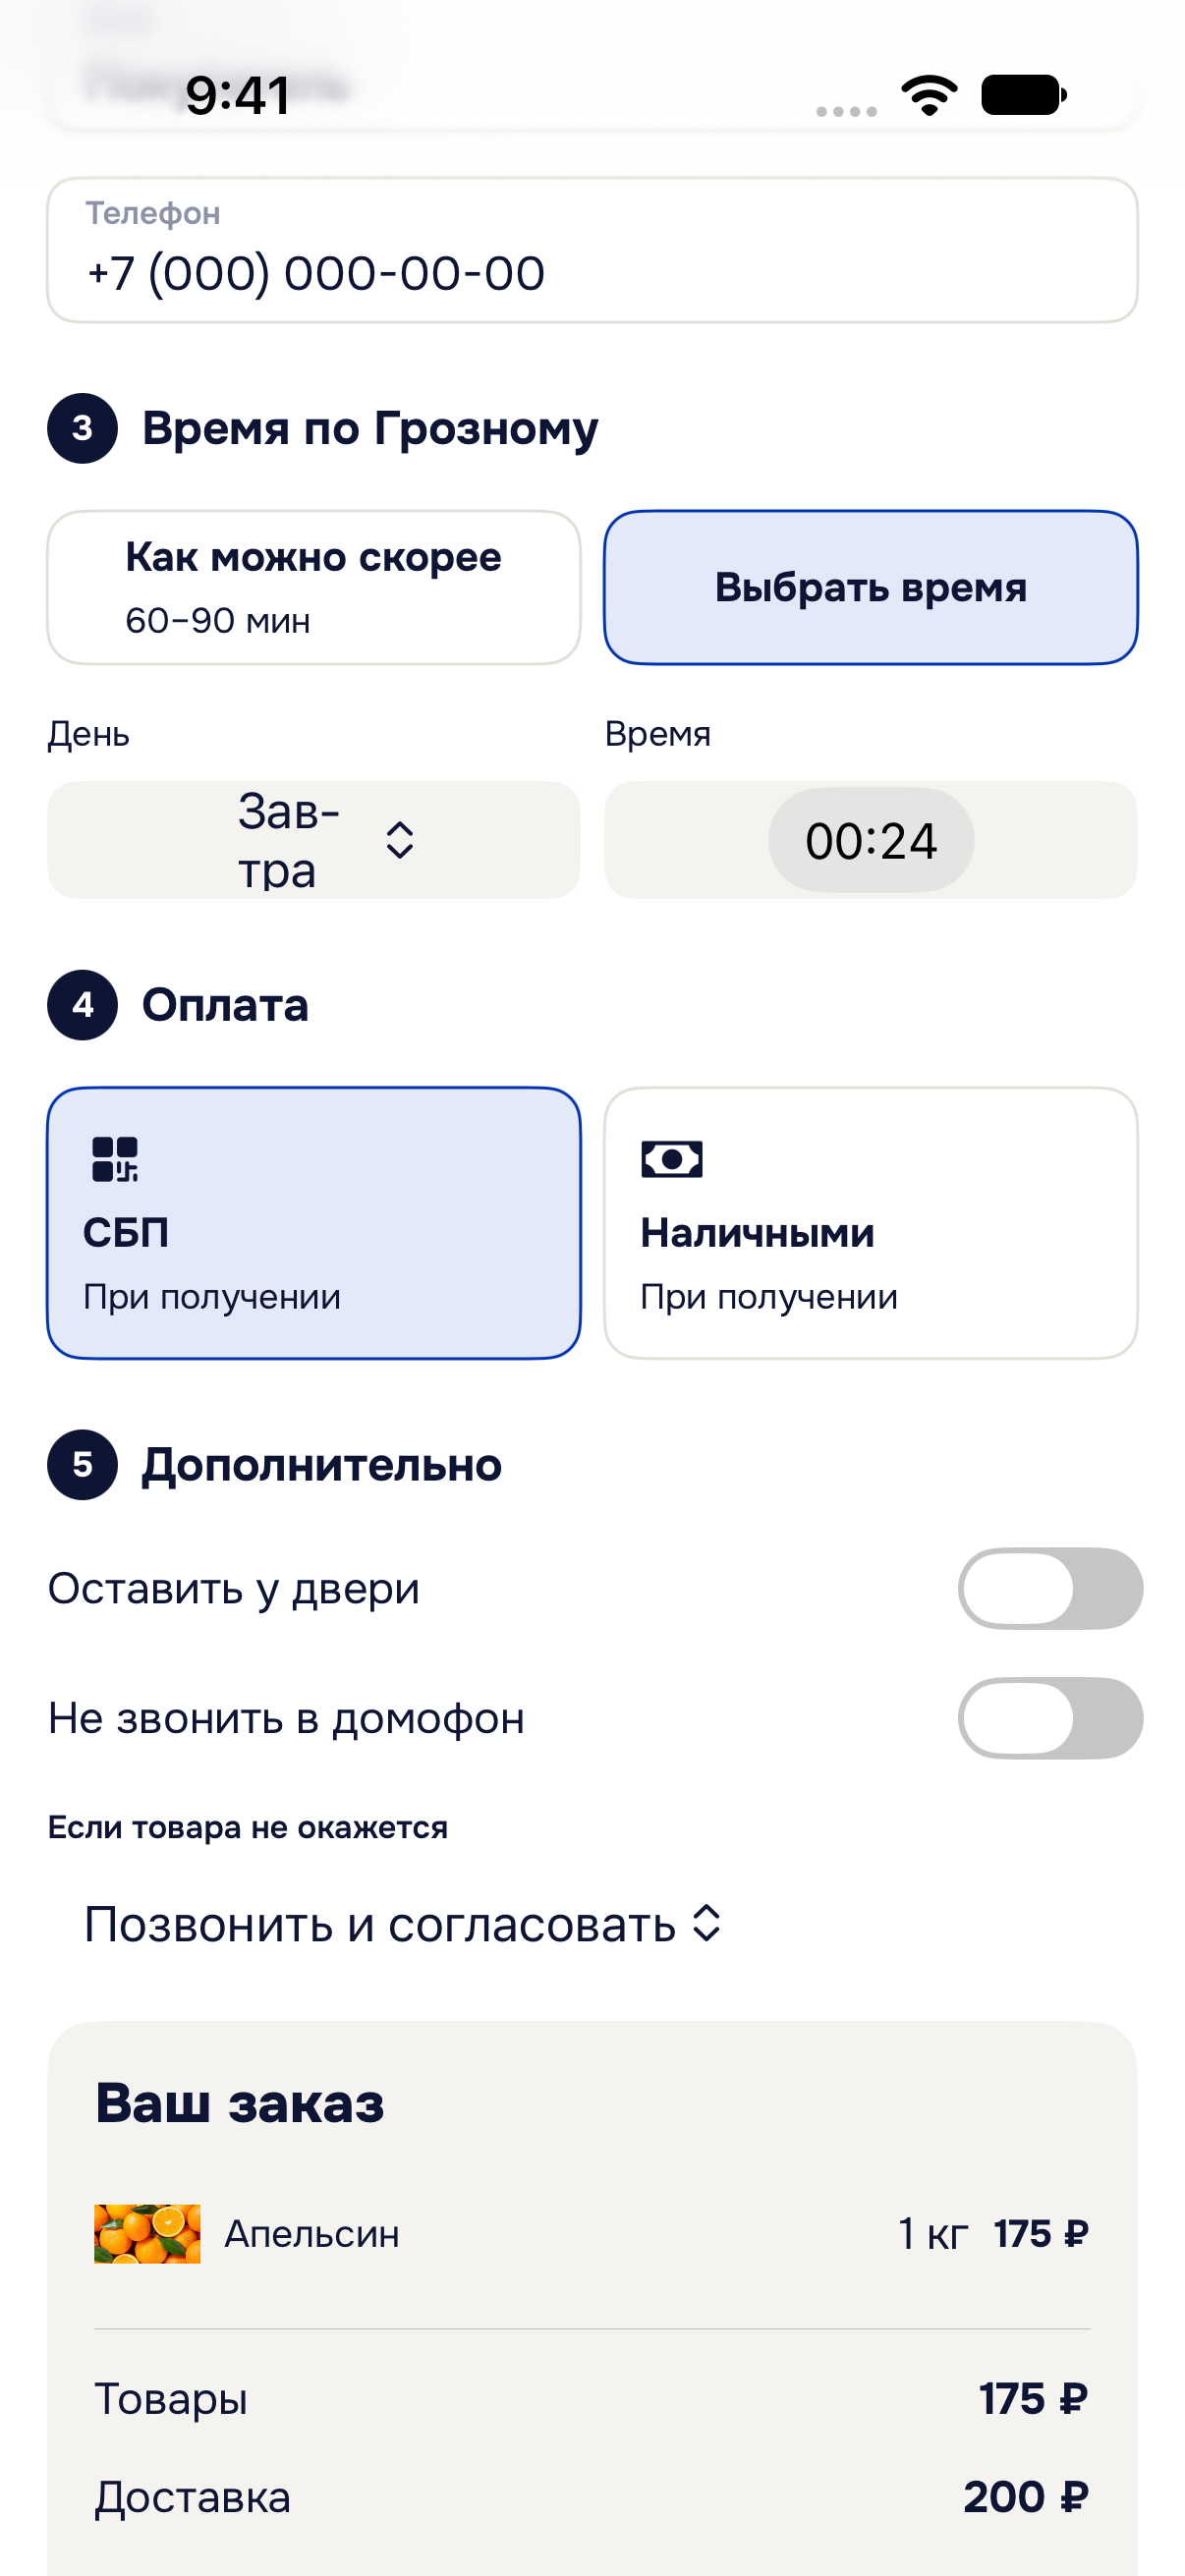 9:41
Телефон
+7 (000) 000-00-00
3 Время по Грозному
Как можно скорее
60–90 мин
Выбрать время
День
Время
Зав-
тра
00:24
4 Оплата
СБП
При получении
Наличными
При получении
5 Дополнительно
Оставить у двери
Не звонить в домофон
Если товара не окажется
Позвонить и согласовать
Ваш заказ
Апельсин 1 кг 175 ₽
Товары 175 ₽
Доставка 200 ₽